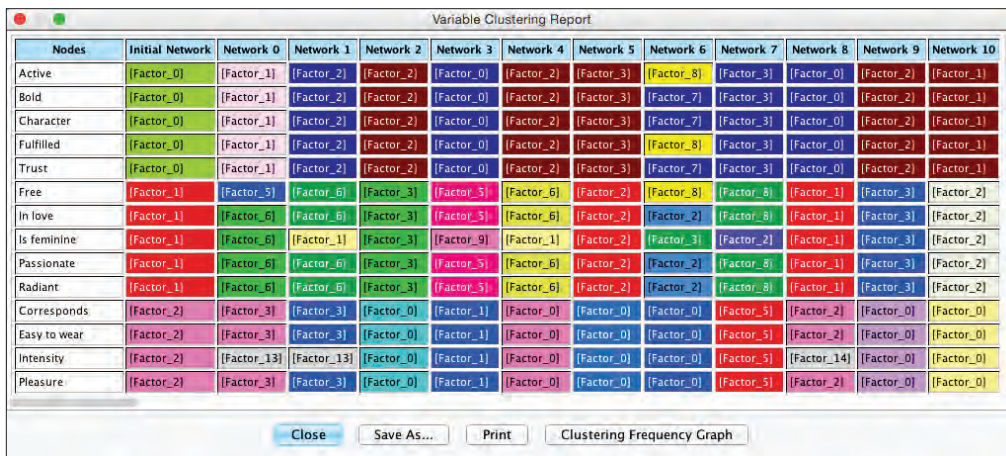 Variable Clustering Report
Nodes Initial Network Network 0 Network 1 Network 2 Network 3 Network 4 Network 5 Network 6 Network 7 Network 8 Network 9 Network 10
Active [Factor_0] [Factor_1] [Factor_2] [Factor_2] [Factor_0] [Factor_2] [Factor_3] [Factor_8] [Factor_3] [Factor_0] [Factor_2] [Factor_1]
Bold [Factor_0] [Factor_1] [Factor_2] [Factor_2] [Factor_0] [Factor_2] [Factor_3] [Factor_7] [Factor_3] [Factor_0] [Factor_2] [Factor_1]
Character [Factor_0] [Factor_1] [Factor_2] [Factor_2] [Factor_0] [Factor_2] [Factor_3] [Factor_7] [Factor_3] [Factor_0] [Factor_2] [Factor_1]
Fulfilled [Factor_0] [Factor_1] [Factor_2] [Factor_2] [Factor_0] [Factor_2] [Factor_3] [Factor_8] [Factor_3] [Factor_0] [Factor_2] [Factor_1]
Trust [Factor_0] [Factor_1] [Factor_2] [Factor_2] [Factor_0] [Factor_2] [Factor_3] [Factor_7] [Factor_3] [Factor_0] [Factor_2] [Factor_1]
Free [Factor_1] [Factor_5] [Factor_6] [Factor_3] [Factor_5] [Factor_6] [Factor_2] [Factor_8] [Factor_8] [Factor_1] [Factor_3] [Factor_2]
In love [Factor_1] [Factor_6] [Factor_6] [Factor_3] [Factor_5] [Factor_6] [Factor_2] [Factor_2] [Factor_8] [Factor_1] [Factor_3] [Factor_2]
Is feminine [Factor_1] [Factor_6] [Factor_1] [Factor_3] [Factor_9] [Factor_1] [Factor_2] [Factor_3] [Factor_2] [Factor_1] [Factor_3] [Factor_2]
Passionate [Factor_1] [Factor_6] [Factor_6] [Factor_3] [Factor_5] [Factor_6] [Factor_2] [Factor_2] [Factor_8] [Factor_1] [Factor_3] [Factor_2]
Radiant [Factor_1] [Factor_6] [Factor_6] [Factor_3] [Factor_5] [Factor_6] [Factor_2] [Factor_2] [Factor_8] [Factor_1] [Factor_3] [Factor_2]
Corresponds [Factor_2] [Factor_3] [Factor_3] [Factor_0] [Factor_1] [Factor_0] [Factor_0] [Factor_0] [Factor_5] [Factor_2] [Factor_0] [Factor_0]
Easy to wear [Factor_2] [Factor_3] [Factor_3] [Factor_0] [Factor_1] [Factor_0] [Factor_0] [Factor_0] [Factor_5] [Factor_2] [Factor_0] [Factor_0]
Intensity [Factor_2] [Factor_13] [Factor_13] [Factor_0] [Factor_1] [Factor_0] [Factor_0] [Factor_0] [Factor_5] [Factor_14] [Factor_0] [Factor_0]
Pleasure [Factor_2] [Factor_3] [Factor_3] [Factor_0] [Factor_1] [Factor_0] [Factor_0] [Factor_0] [Factor_5] [Factor_2] [Factor_0] [Factor_0]
Close Save As... Print Clustering Frequency Graph